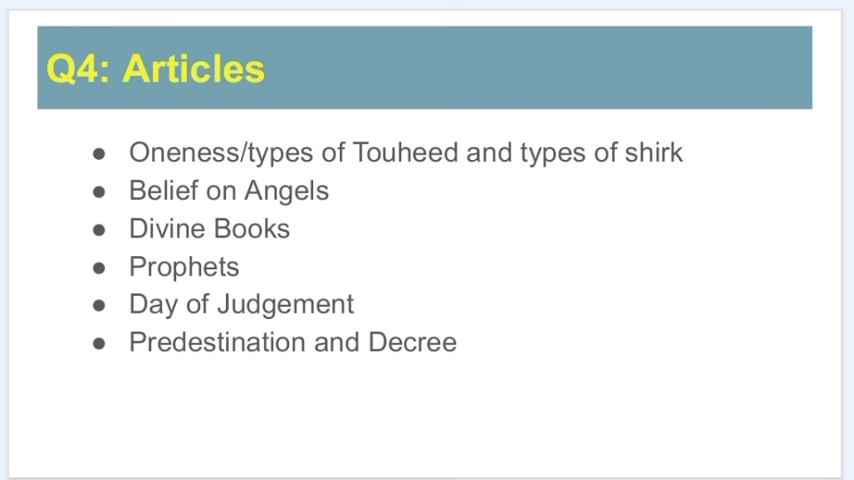 Q4: Articles
● Oneness/types of Touheed and types of shirk
● Belief on Angels
● Divine Books
● Prophets
● Day of Judgement
● Predestination and Decree